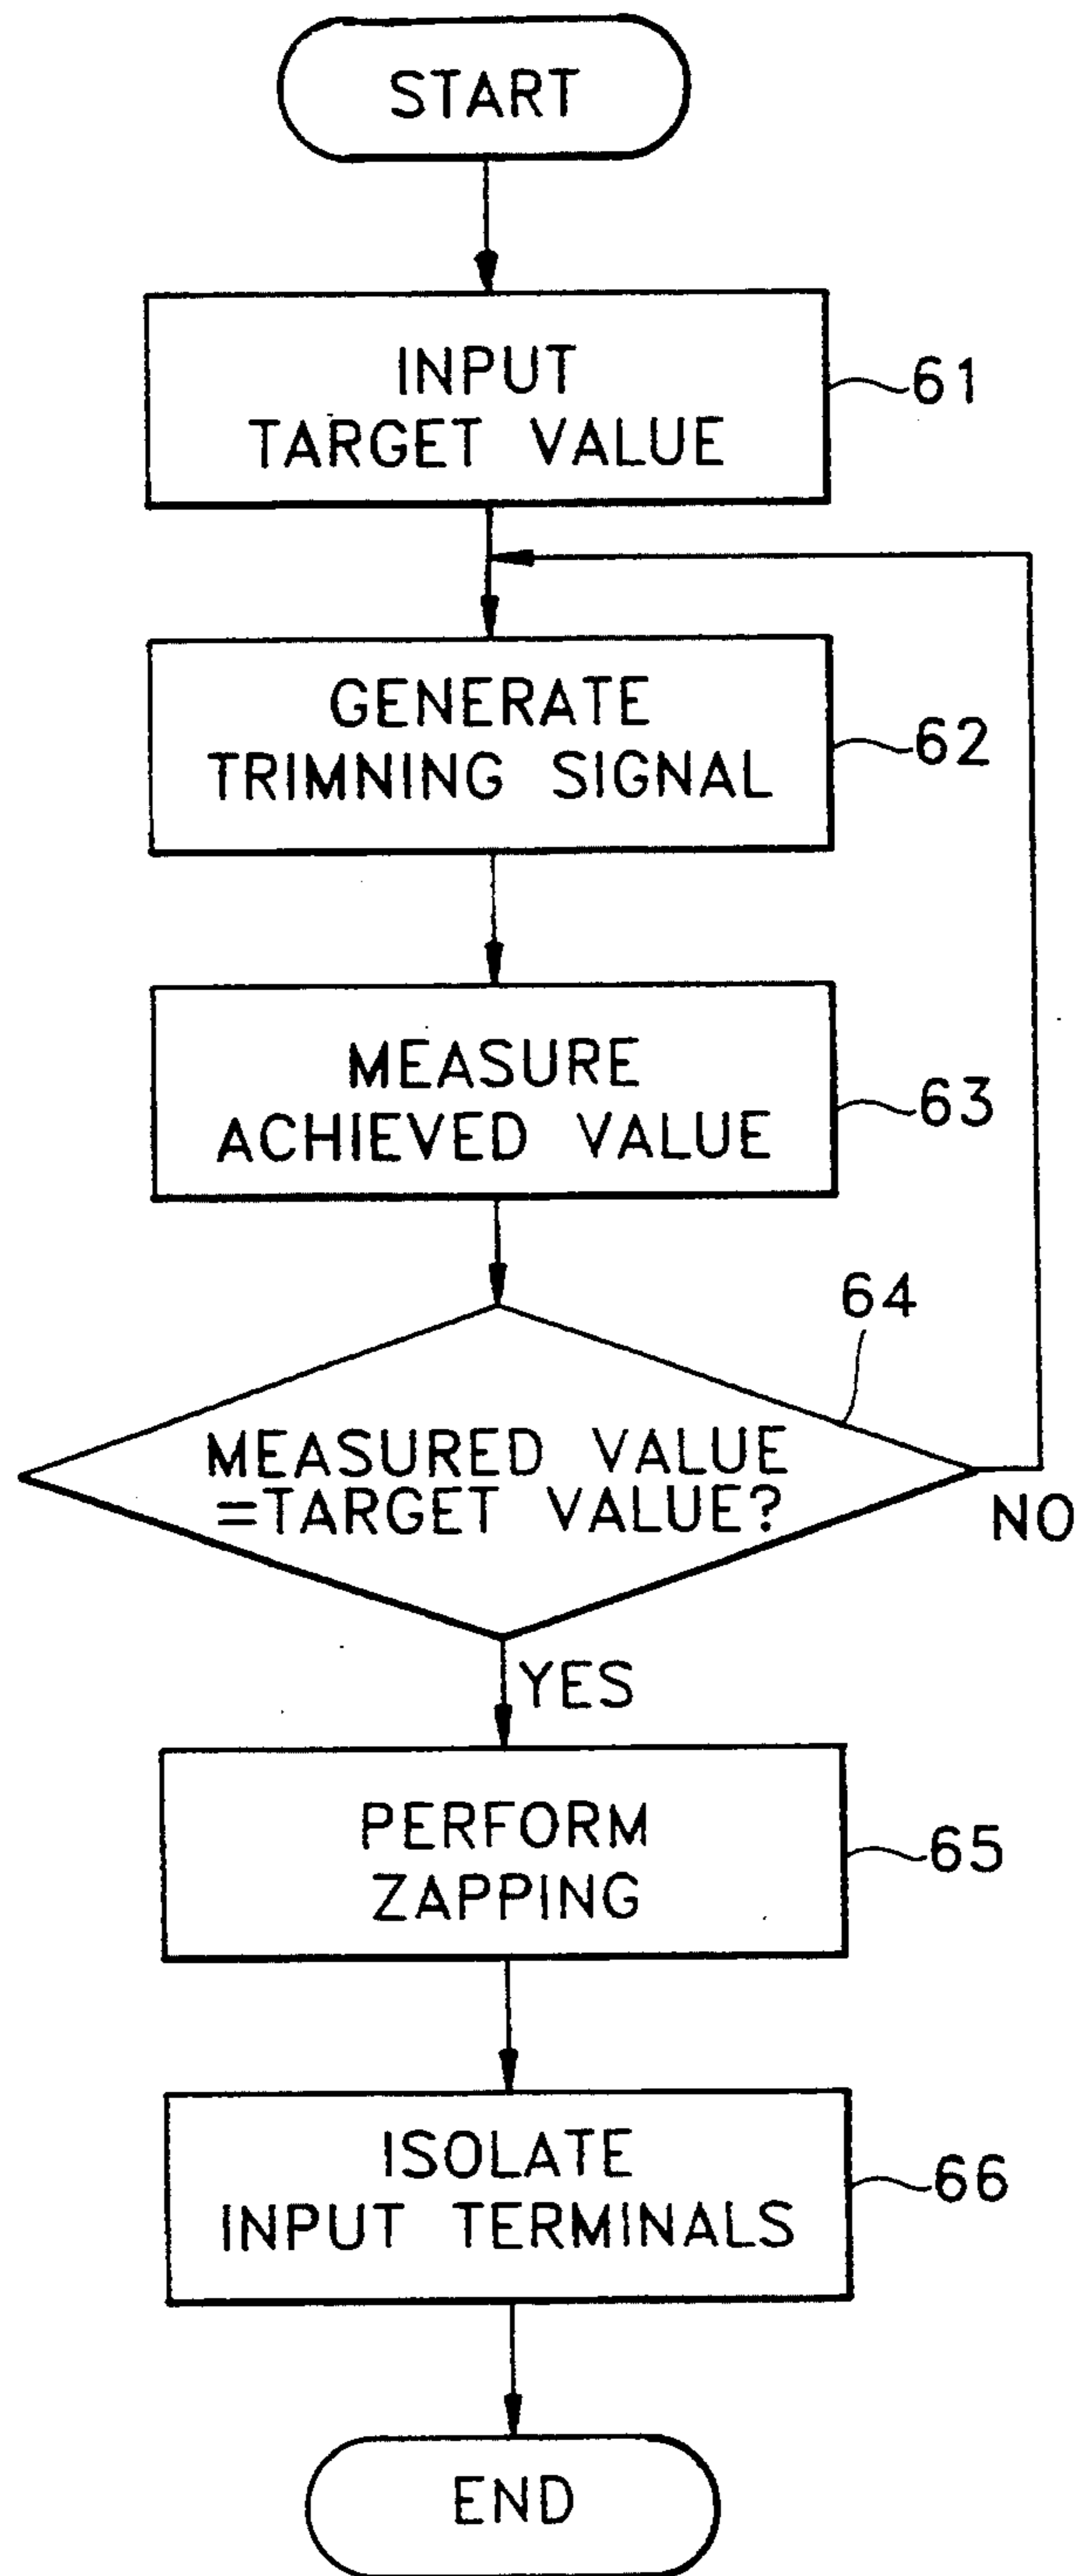 START
INPUT
TARGET VALUE
61
GENERATE
TRIMNING SIGNAL
62
MEASURE
ACHIEVED VALUE
63
64
MEASURED VALUE
=TARGET VALUE?
NO
YES
PERFORM
ZAPPING
65
ISOLATE
INPUT TERMINALS
66
END